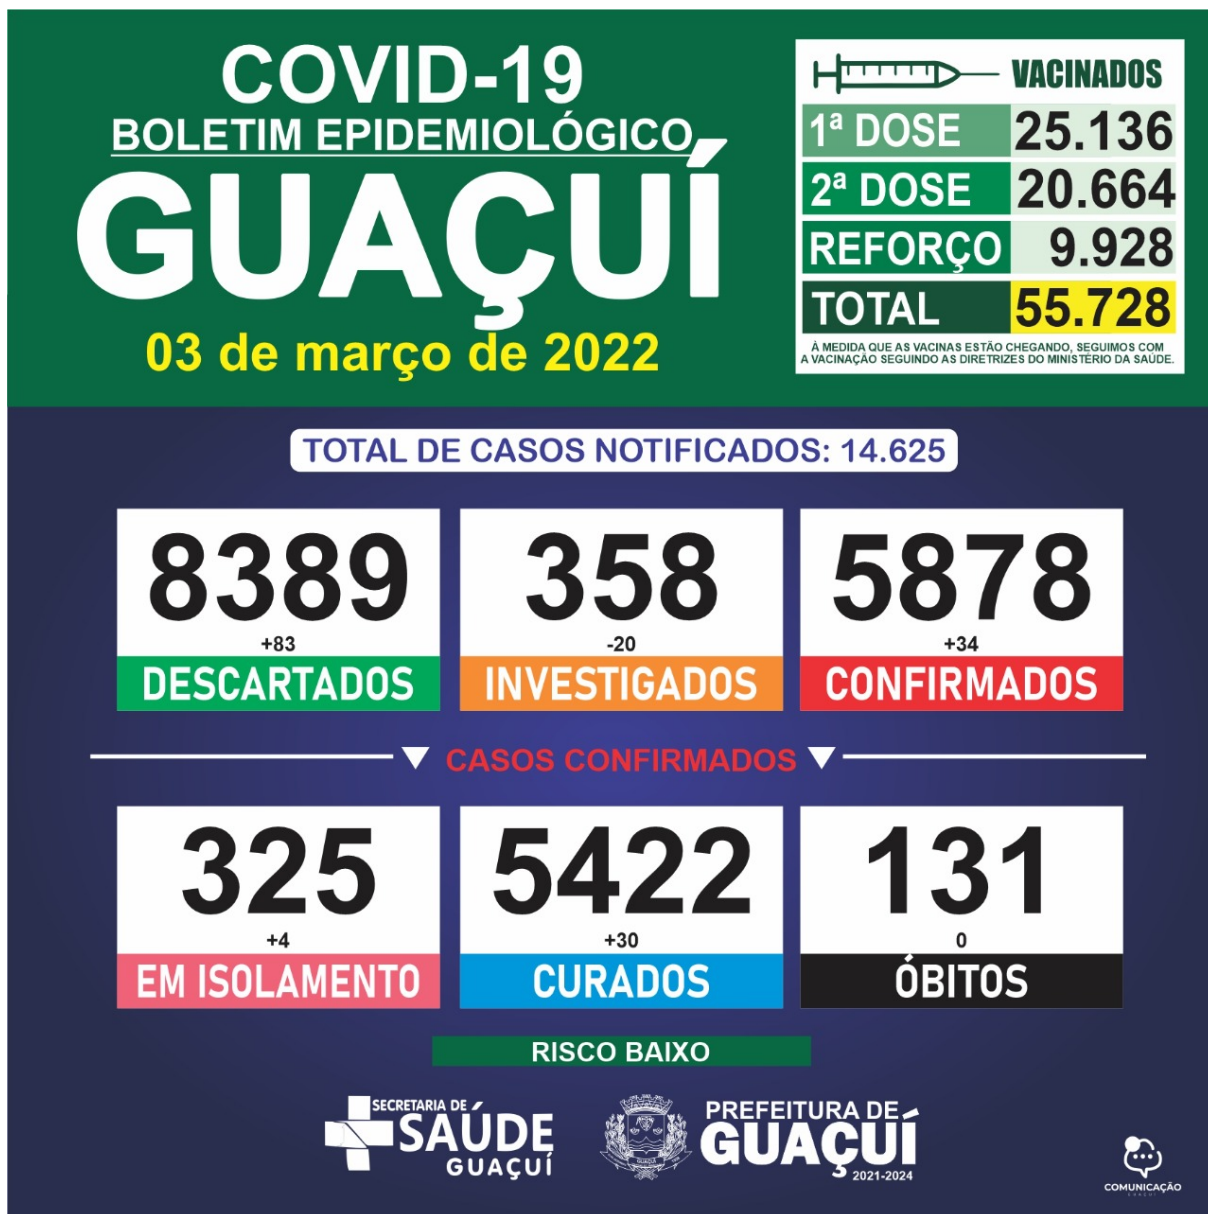 COVID-19
BOLETIM EPIDEMIOLÓGICO
GUAÇUÍ
03 de março de 2022
VACINADOS
1ª DOSE 25.136
2ª DOSE 20.664
REFORÇO 9.928
TOTAL 55.728
À MEDIDA QUE AS VACINAS ESTÃO CHEGANDO, SEGUIMOS COM
A VACINAÇÃO SEGUINDO AS DIRETRIZES DO MINISTÉRIO DA SAÚDE.
TOTAL DE CASOS NOTIFICADOS: 14.625
8389
+83
DESCARTADOS
358
-20
INVESTIGADOS
5878
+34
CONFIRMADOS
CASOS CONFIRMADOS
325
+4
EM ISOLAMENTO
5422
+30
CURADOS
131
0
ÓBITOS
RISCO BAIXO
SECRETARIA DE
SAÚDE
GUAÇUÍ
GUAÇUÍ
PREFEITURA DE
GUAÇUÍ
2021-2024
COMUNICAÇÃO
GUAÇUÍ